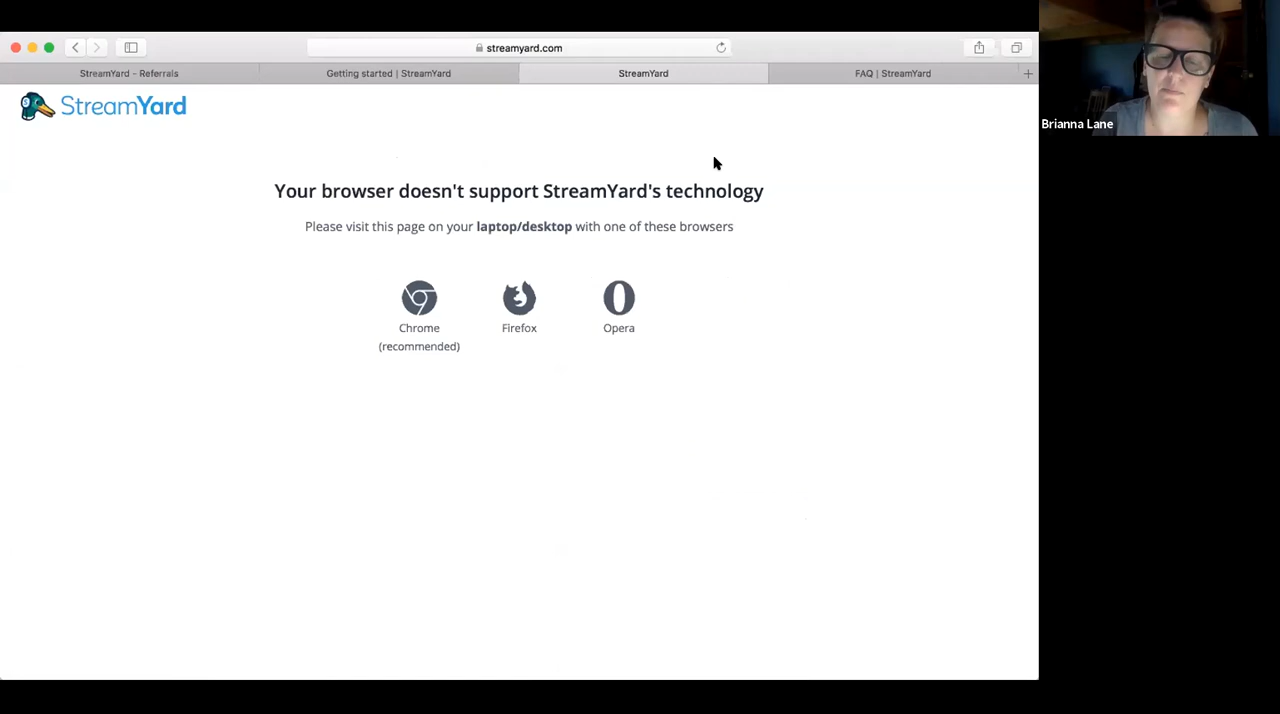 streamyard.com
StreamYard - Referrals
Getting started | StreamYard
StreamYard
FAQ | StreamYard
StreamYard
Your browser doesn't support StreamYard's technology
Please visit this page on your laptop/desktop with one of these browsers
Chrome
(recommended)
Firefox
Opera
Brianna Lane